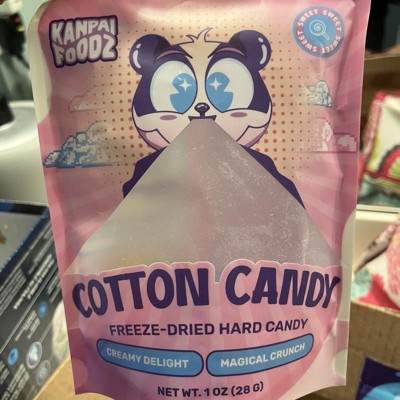 KANPAI
FOODZ
SWEET SWEET SWEET SWEET
COTTON CANDY
FREEZE-DRIED HARD CANDY
CREAMY DELIGHT
MAGICAL CRUNCH
NET. WT. 1 OZ (28 G)